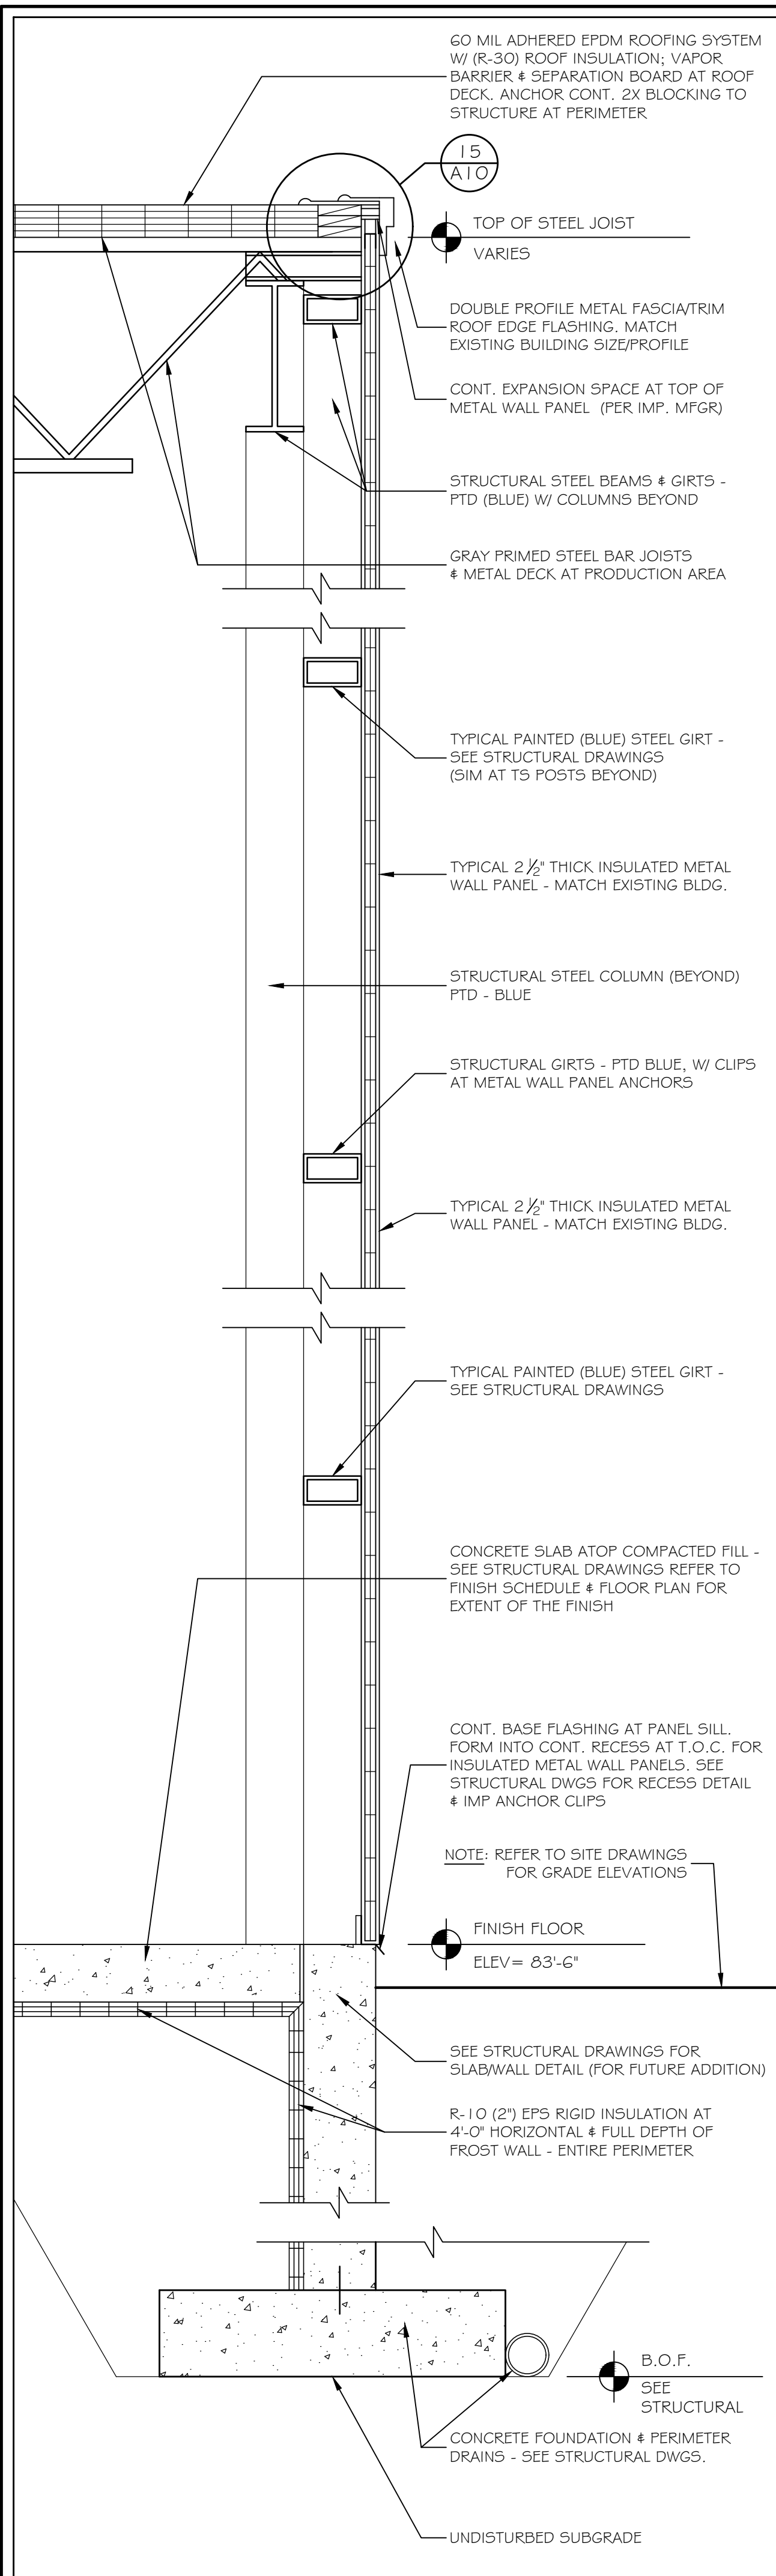 60 MIL ADHERED EPDM ROOFING SYSTEM
W/ (R-30) ROOF INSULATION; VAPOR
BARRIER & SEPARATION BOARD AT ROOF
DECK. ANCHOR CONT. 2X BLOCKING TO
STRUCTURE AT PERIMETER
15
A10
TOP OF STEEL JOIST
VARIES
DOUBLE PROFILE METAL FASCIA/TRIM
ROOF EDGE FLASHING. MATCH
EXISTING BUILDING SIZE/PROFILE
CONT. EXPANSION SPACE AT TOP OF
METAL WALL PANEL (PER IMP. MFGR)
STRUCTURAL STEEL BEAMS & GIRTS -
PTD (BLUE) W/ COLUMNS BEYOND
GRAY PRIMED STEEL BAR JOISTS
& METAL DECK AT PRODUCTION AREA
TYPICAL PAINTED (BLUE) STEEL GIRT -
SEE STRUCTURAL DRAWINGS
(SIM AT TS POSTS BEYOND)
TYPICAL 2 1/2" THICK INSULATED METAL
WALL PANEL - MATCH EXISTING BLDG.
STRUCTURAL STEEL COLUMN (BEYOND)
PTD - BLUE
STRUCTURAL GIRTS - PTD BLUE, W/ CLIPS
AT METAL WALL PANEL ANCHORS
TYPICAL 2 1/2" THICK INSULATED METAL
WALL PANEL - MATCH EXISTING BLDG.
TYPICAL PAINTED (BLUE) STEEL GIRT -
SEE STRUCTURAL DRAWINGS
CONCRETE SLAB ATOP COMPACTED FILL -
SEE STRUCTURAL DRAWINGS REFER TO
FINISH SCHEDULE & FLOOR PLAN FOR
EXTENT OF THE FINISH
CONT. BASE FLASHING AT PANEL SILL.
FORM INTO CONT. RECESS AT T.O.C. FOR
INSULATED METAL WALL PANELS. SEE
STRUCTURAL DWGS FOR RECESS DETAIL
& IMP ANCHOR CLIPS
NOTE: REFER TO SITE DRAWINGS
FOR GRADE ELEVATIONS
FINISH FLOOR
ELEV= 83'-6"
SEE STRUCTURAL DRAWINGS FOR
SLAB/WALL DETAIL (FOR FUTURE ADDITION)
R-10 (2") EPS RIGID INSULATION AT
4'-0" HORIZONTAL & FULL DEPTH OF
FROST WALL - ENTIRE PERIMETER
B.O.F.
SEE
STRUCTURAL
CONCRETE FOUNDATION & PERIMETER
DRAINS - SEE STRUCTURAL DWGS.
UNDISTURBED SUBGRADE